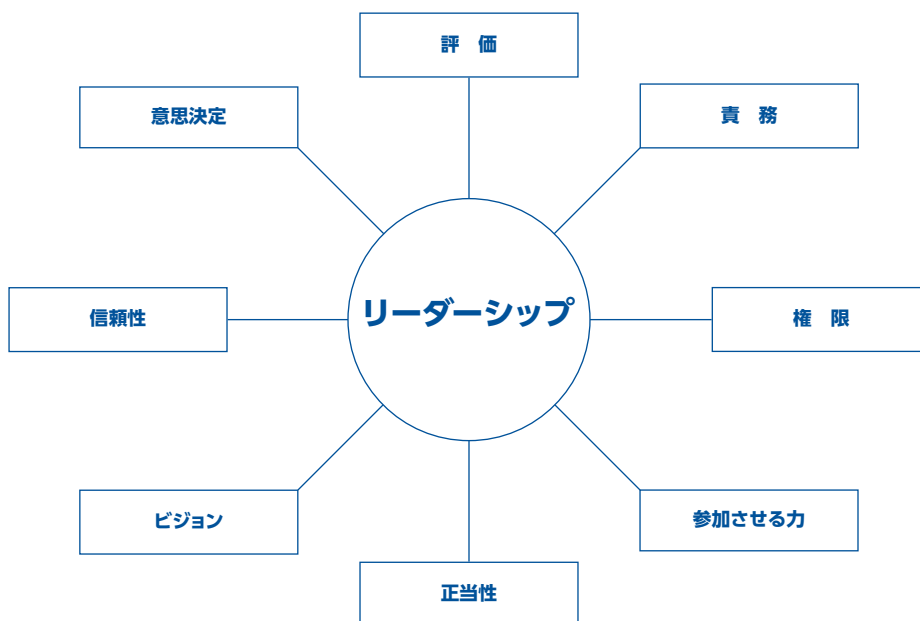 評　価
意思決定
責　務
信頼性
リーダーシップ
権　限
ビジョン
参加させる力
正当性